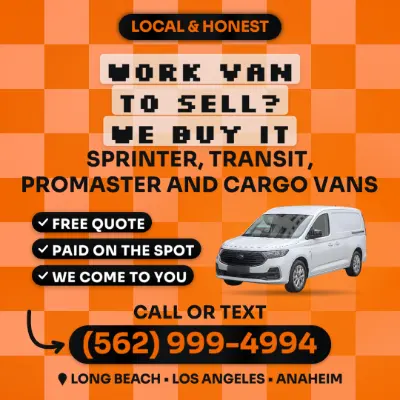 LOCAL & HONEST
WORK VAN
TO SELL?
WE BUY IT
SPRINTER, TRANSIT,
PROMASTER AND CARGO VANS
FREE QUOTE
PAID ON THE SPOT
WE COME TO YOU
CALL OR TEXT
(562) 999-4994
LONG BEACH • LOS ANGELES • ANAHEIM